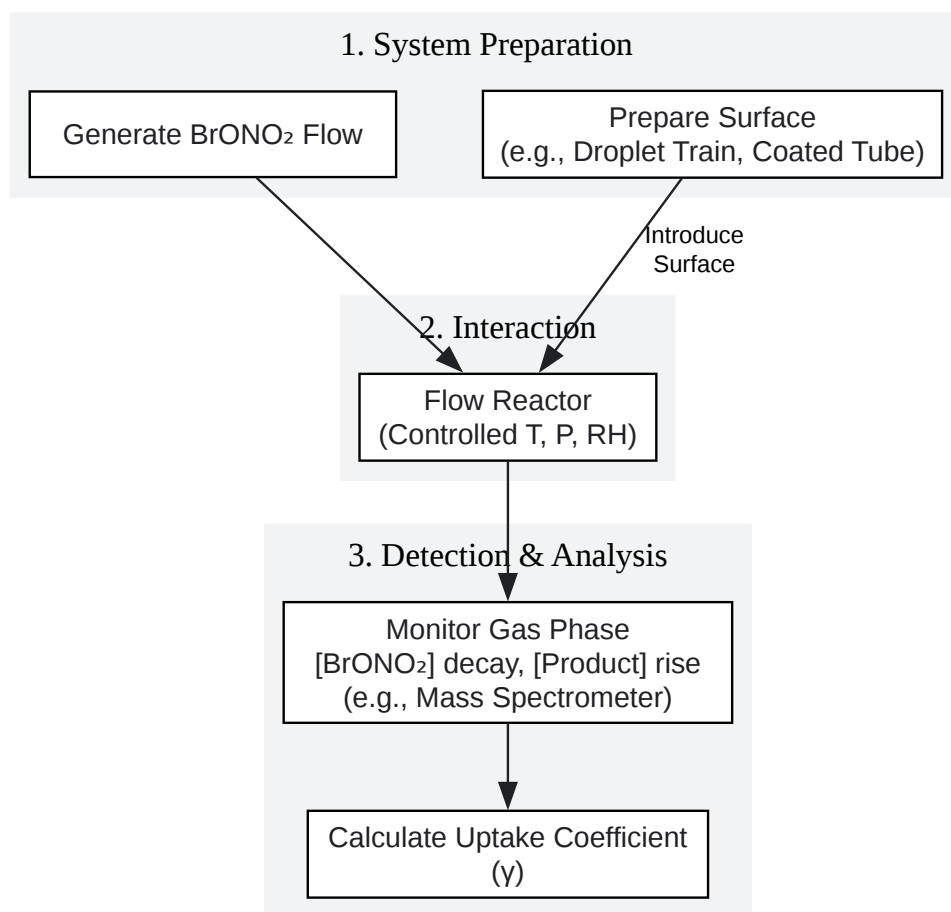 1. System Preparation
Generate BrONO₂ Flow
Prepare Surface
(e.g., Droplet Train, Coated Tube)
Introduce
Surface
2. Interaction
Flow Reactor
(Controlled T, P, RH)
3. Detection & Analysis
Monitor Gas Phase
[BrONO₂] decay, [Product] rise
(e.g., Mass Spectrometer)
Calculate Uptake Coefficient
(γ)